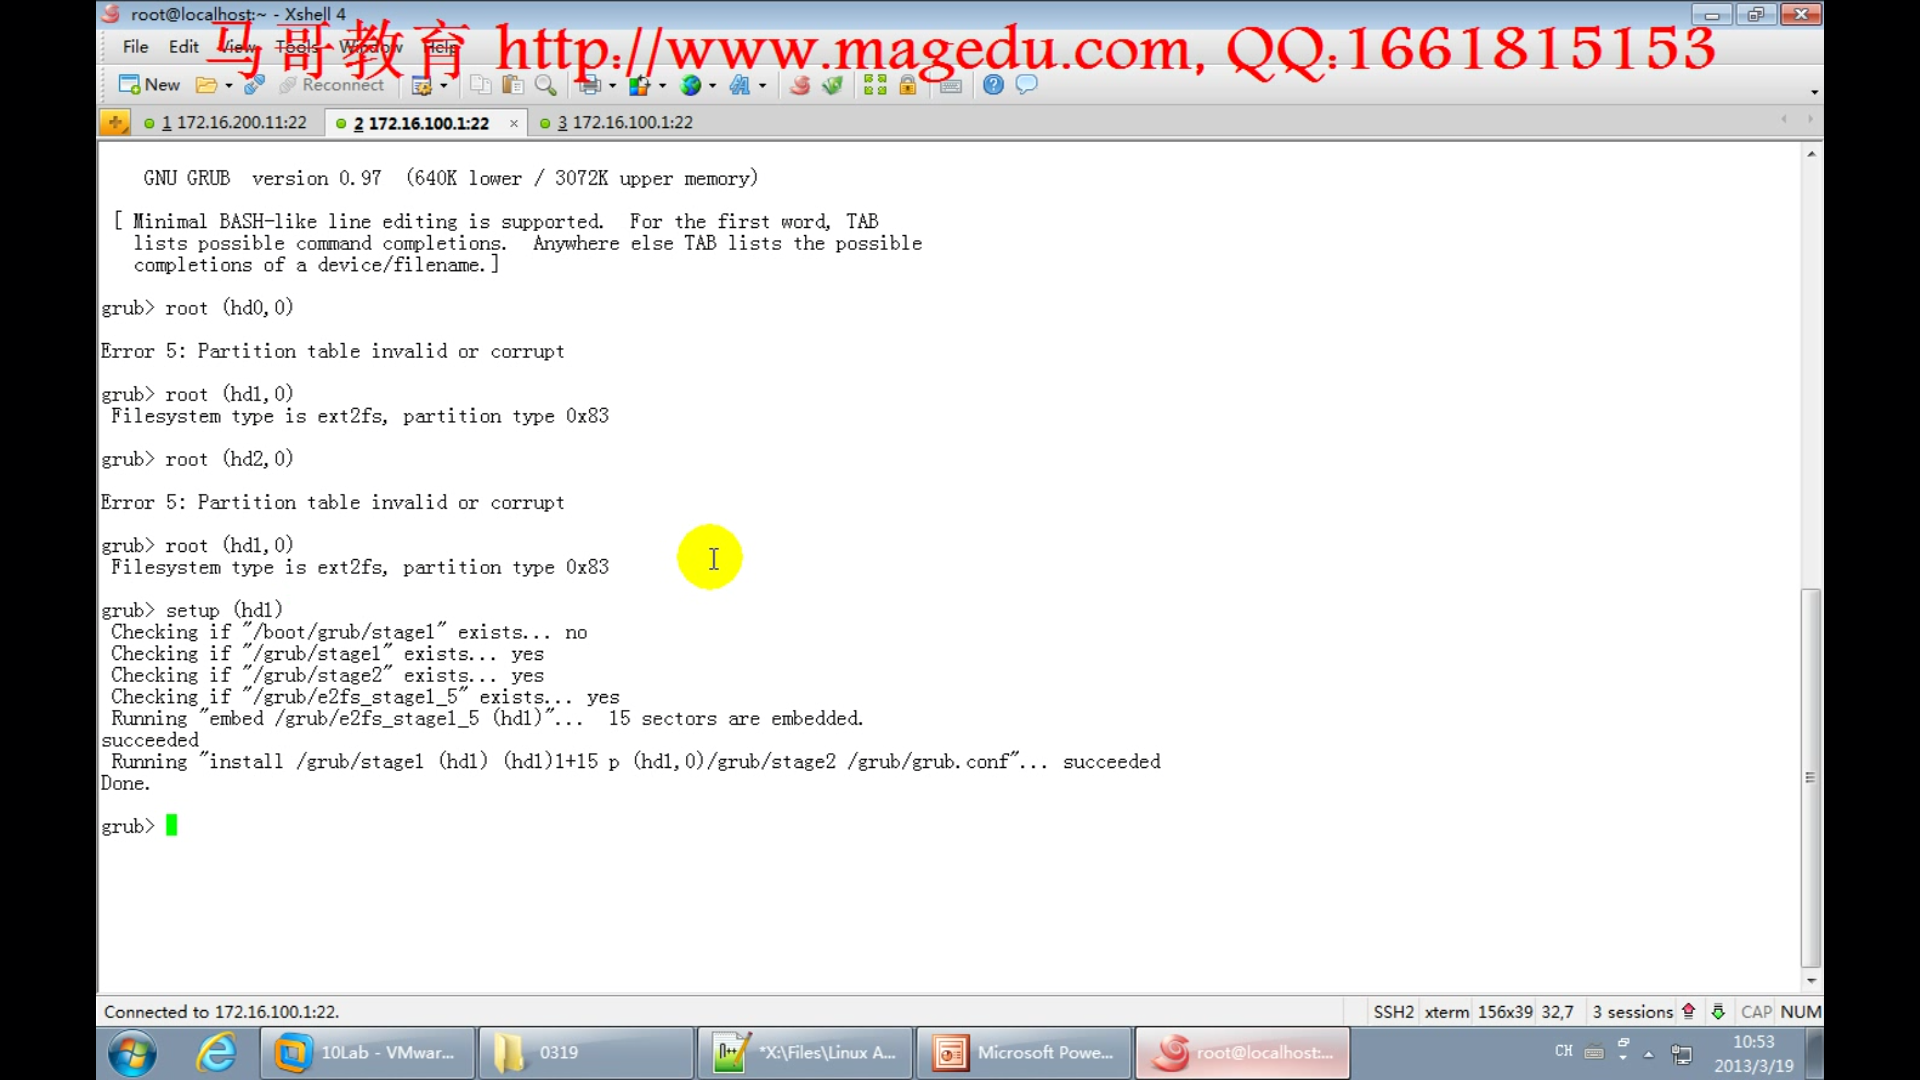 root@localhost:~ - Xshell 4
马哥教育 http://www.magedu.com, QQ:1661815153
File Edit View Tools Window Help
New Reconnect
1 172.16.200.11:22 2 172.16.100.1:22 3 172.16.100.1:22
GNU GRUB version 0.97 (640K lower / 3072K upper memory)
[ Minimal BASH-like line editing is supported. For the first word, TAB
lists possible command completions. Anywhere else TAB lists the possible
completions of a device/filename.]
grub> root (hd0,0)
Error 5: Partition table invalid or corrupt
grub> root (hd1,0)
Filesystem type is ext2fs, partition type 0x83
grub> root (hd2,0)
Error 5: Partition table invalid or corrupt
grub> root (hd1,0)
Filesystem type is ext2fs, partition type 0x83
grub> setup (hd1)
Checking if "/boot/grub/stage1" exists... no
Checking if "/grub/stage1" exists... yes
Checking if "/grub/stage2" exists... yes
Checking if "/grub/e2fs_stage1_5" exists... yes
Running "embed /grub/e2fs_stage1_5 (hd1)"... 15 sectors are embedded.
succeeded
Running "install /grub/stage1 (hd1) (hd1)1+15 p (hd1,0)/grub/stage2 /grub/grub.conf"... succeeded
Done.
grub>
Connected to 172.16.100.1:22. SSH2 xterm 156x39 32,7 3 sessions CAP NUM
10Lab - VMwar... 0319 *X:\Files\Linux A... Microsoft Powe... root@localhost:... CH 10:53
2013/3/19